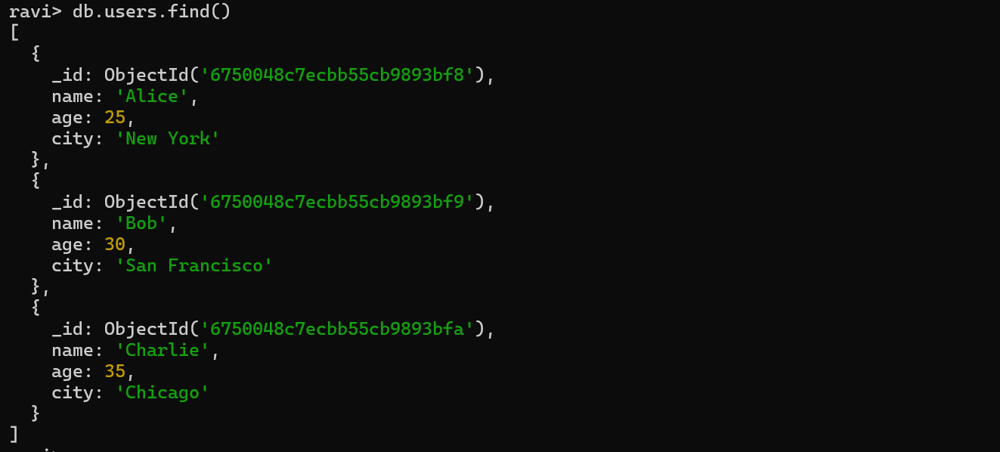 ravi> db.users.find()
[
  {
    _id: ObjectId('6750048c7ecbb55cb9893bf8'),
    name: 'Alice',
    age: 25,
    city: 'New York'
  },
  {
    _id: ObjectId('6750048c7ecbb55cb9893bf9'),
    name: 'Bob',
    age: 30,
    city: 'San Francisco'
  },
  {
    _id: ObjectId('6750048c7ecbb55cb9893bfa'),
    name: 'Charlie',
    age: 35,
    city: 'Chicago'
  }
]